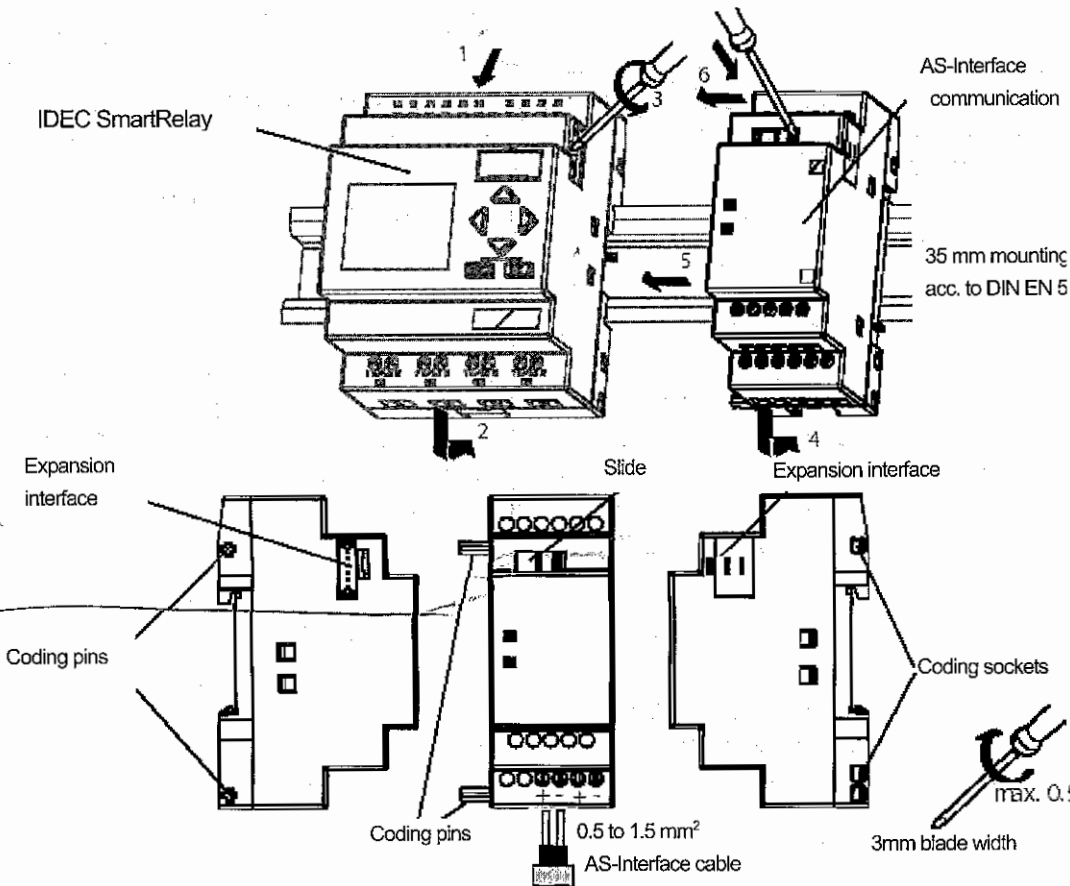 1
6
AS-Interface
communication
3
IDEC SmartRelay
5
35 mm mounting
acc. to DIN EN 5
2
4
Expansion
interface
Slide
Expansion interface
Coding pins
Coding sockets
max. 0.5
Coding pins
0.5 to 1.5 mm²
AS-Interface cable
3mm blade width